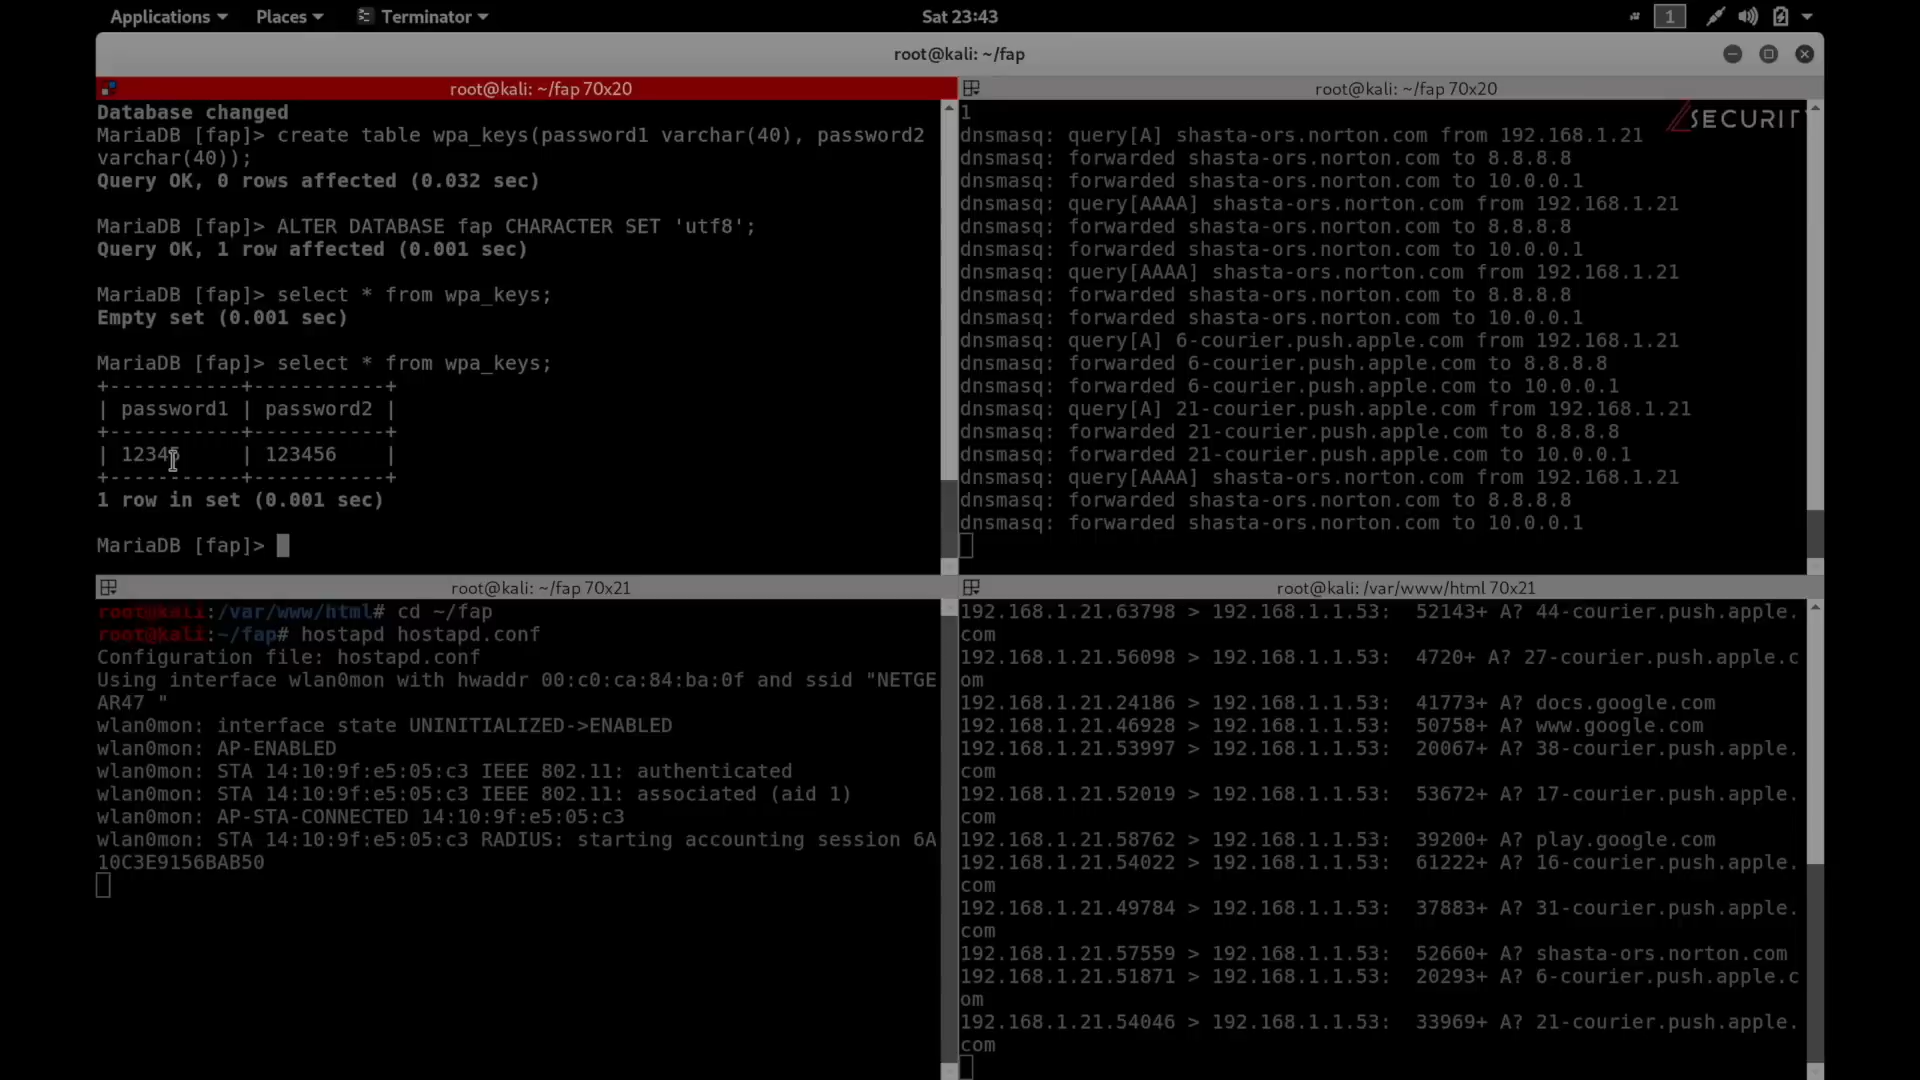 Applications Places Terminator Sat 23:43 1
root@kali: ~/fap
root@kali: ~/fap 70x20
Database changed
MariaDB [fap]> create table wpa_keys(password1 varchar(40), password2
varchar(40));
Query OK, 0 rows affected (0.032 sec)
MariaDB [fap]> ALTER DATABASE fap CHARACTER SET 'utf8';
Query OK, 1 row affected (0.001 sec)
MariaDB [fap]> select * from wpa_keys;
Empty set (0.001 sec)
MariaDB [fap]> select * from wpa_keys;
+-----------+-----------+
| password1 | password2 |
+-----------+-----------+
| 12345 | 123456 |
+-----------+-----------+
1 row in set (0.001 sec)
MariaDB [fap]>
root@kali: ~/fap 70x20
SECURIT
1
dnsmasq: query[A] shasta-ors.norton.com from 192.168.1.21
dnsmasq: forwarded shasta-ors.norton.com to 8.8.8.8
dnsmasq: forwarded shasta-ors.norton.com to 10.0.0.1
dnsmasq: query[AAAA] shasta-ors.norton.com from 192.168.1.21
dnsmasq: forwarded shasta-ors.norton.com to 8.8.8.8
dnsmasq: forwarded shasta-ors.norton.com to 10.0.0.1
dnsmasq: query[AAAA] shasta-ors.norton.com from 192.168.1.21
dnsmasq: forwarded shasta-ors.norton.com to 8.8.8.8
dnsmasq: forwarded shasta-ors.norton.com to 10.0.0.1
dnsmasq: query[A] 6-courier.push.apple.com from 192.168.1.21
dnsmasq: forwarded 6-courier.push.apple.com to 8.8.8.8
dnsmasq: forwarded 6-courier.push.apple.com to 10.0.0.1
dnsmasq: query[A] 21-courier.push.apple.com from 192.168.1.21
dnsmasq: forwarded 21-courier.push.apple.com to 8.8.8.8
dnsmasq: forwarded 21-courier.push.apple.com to 10.0.0.1
dnsmasq: query[AAAA] shasta-ors.norton.com from 192.168.1.21
dnsmasq: forwarded shasta-ors.norton.com to 8.8.8.8
dnsmasq: forwarded shasta-ors.norton.com to 10.0.0.1
root@kali: ~/fap 70x21
root@kali:/var/www/html# cd ~/fap
root@kali:~/fap# hostapd hostapd.conf
Configuration file: hostapd.conf
Using interface wlan0mon with hwaddr 00:c0:ca:84:ba:0f and ssid "NETGE
AR47 "
wlan0mon: interface state UNINITIALIZED->ENABLED
wlan0mon: AP-ENABLED
wlan0mon: STA 14:10:9f:e5:05:c3 IEEE 802.11: authenticated
wlan0mon: STA 14:10:9f:e5:05:c3 IEEE 802.11: associated (aid 1)
wlan0mon: AP-STA-CONNECTED 14:10:9f:e5:05:c3
wlan0mon: STA 14:10:9f:e5:05:c3 RADIUS: starting accounting session 6A
10C3E9156BAB50
root@kali: /var/www/html 70x21
192.168.1.21.63798 > 192.168.1.1.53: 52143+ A? 44-courier.push.apple.
com
192.168.1.21.56098 > 192.168.1.1.53: 4720+ A? 27-courier.push.apple.c
om
192.168.1.21.24186 > 192.168.1.1.53: 41773+ A? docs.google.com
192.168.1.21.46928 > 192.168.1.1.53: 50758+ A? www.google.com
192.168.1.21.53997 > 192.168.1.1.53: 20067+ A? 38-courier.push.apple.
com
192.168.1.21.52019 > 192.168.1.1.53: 53672+ A? 17-courier.push.apple.
com
192.168.1.21.58762 > 192.168.1.1.53: 39200+ A? play.google.com
192.168.1.21.54022 > 192.168.1.1.53: 61222+ A? 16-courier.push.apple.
com
192.168.1.21.49784 > 192.168.1.1.53: 37883+ A? 31-courier.push.apple.
com
192.168.1.21.57559 > 192.168.1.1.53: 52660+ A? shasta-ors.norton.com
192.168.1.21.51871 > 192.168.1.1.53: 20293+ A? 6-courier.push.apple.c
om
192.168.1.21.54046 > 192.168.1.1.53: 33969+ A? 21-courier.push.apple.
com